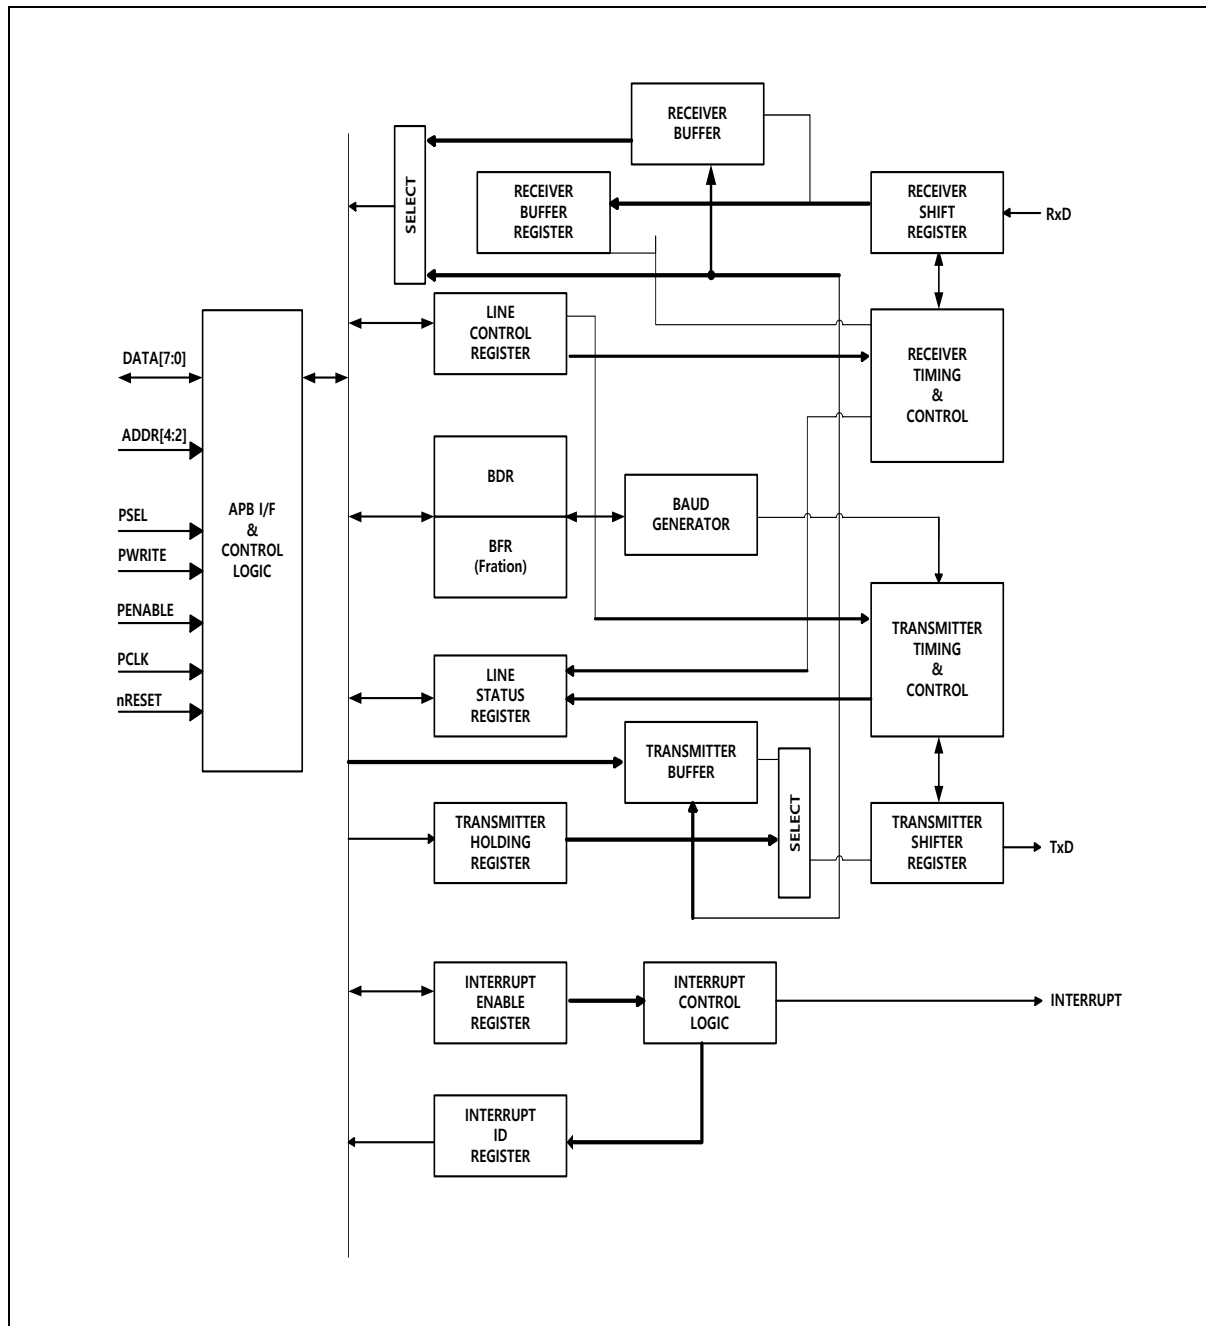 RECEIVER
BUFFER
SELECT
RECEIVER
BUFFER
REGISTER
RECEIVER
SHIFT
REGISTER
RxD
LINE
CONTROL
REGISTER
RECEIVER
TIMING
&
CONTROL
DATA[7:0]
ADDR[4:2]
PSEL
PWRITE
PENABLE
PCLK
nRESET
APB I/F
&
CONTROL
LOGIC
BDR
BFR
(Fration)
BAUD
GENERATOR
TRANSMITTER
TIMING
&
CONTROL
LINE
STATUS
REGISTER
TRANSMITTER
BUFFER
SELECT
TRANSMITTER
HOLDING
REGISTER
TRANSMITTER
SHIFTER
REGISTER
TxD
INTERRUPT
ENABLE
REGISTER
INTERRUPT
CONTROL
LOGIC
INTERRUPT
INTERRUPT
ID
REGISTER